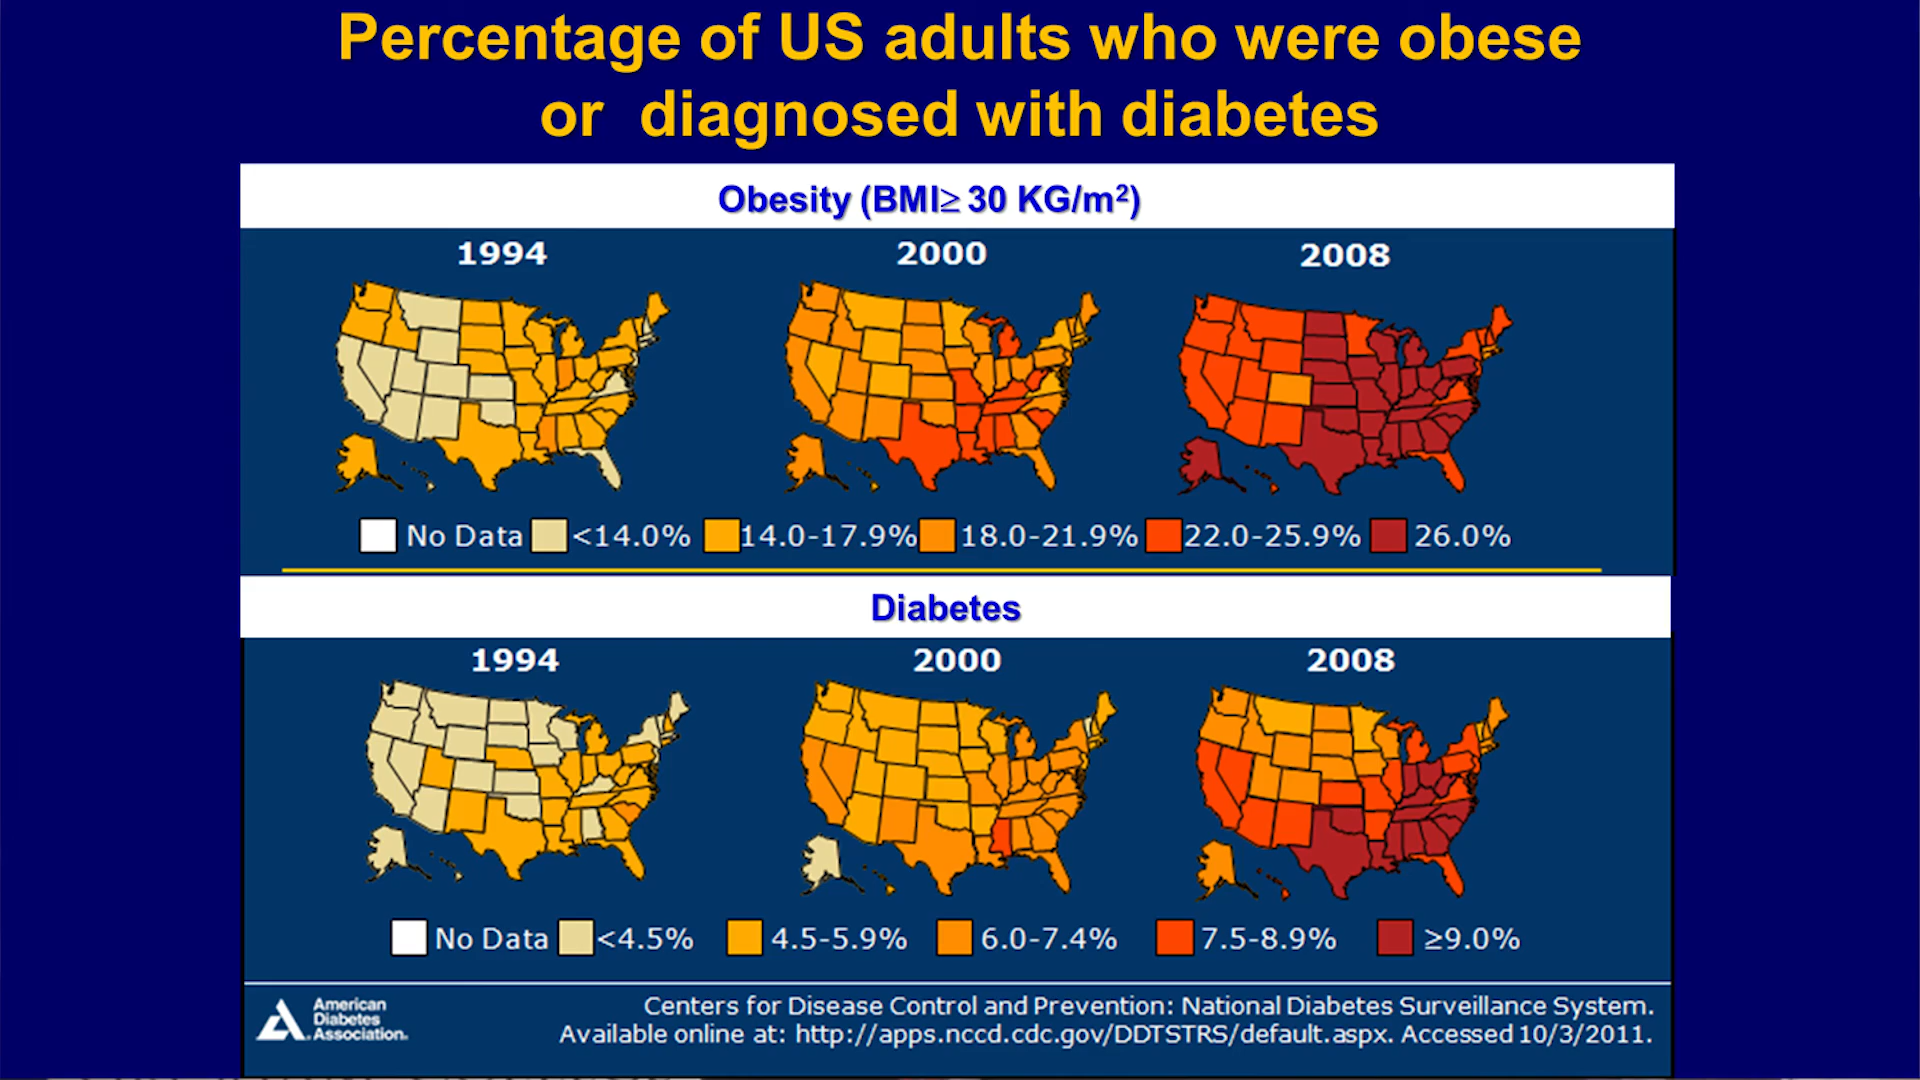 Percentage of US adults who were obese
or diagnosed with diabetes
Obesity (BMI≥ 30 KG/m²)
1994 2000 2008
No Data <14.0% 14.0-17.9% 18.0-21.9% 22.0-25.9% 26.0%
Diabetes
1994 2000 2008
No Data <4.5% 4.5-5.9% 6.0-7.4% 7.5-8.9% ≥9.0%
American
Diabetes
Association.
Centers for Disease Control and Prevention: National Diabetes Surveillance System.
Available online at: http://apps.nccd.cdc.gov/DDTSTRS/default.aspx. Accessed 10/3/2011.